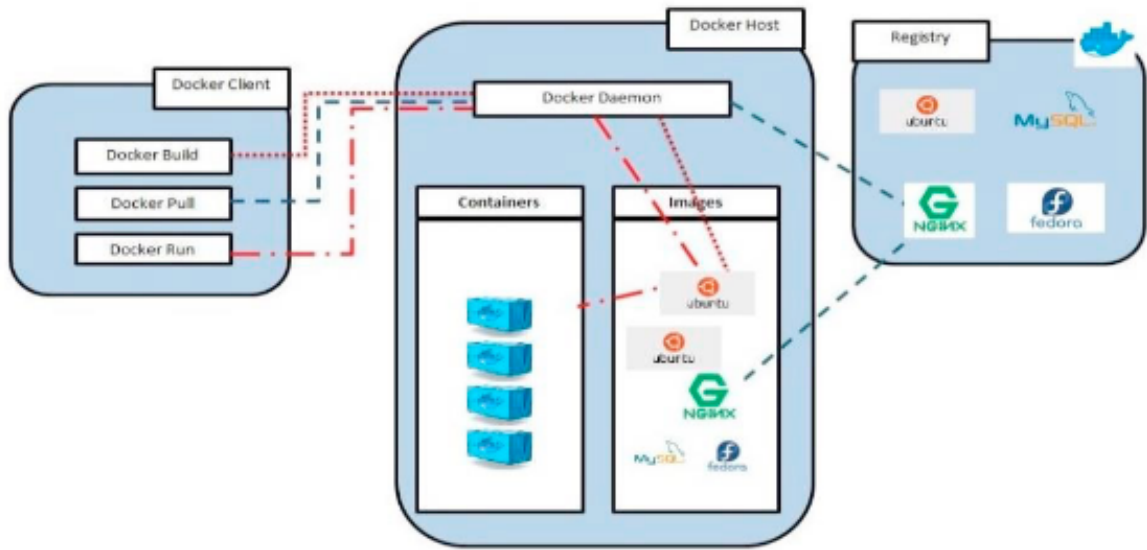 Docker Client
Docker Build
Docker Pull
Docker Run
Docker Host
Docker Daemon
Containers
Images
ubuntu
ubuntu
NGINX
MySQL
fedora
Registry
ubuntu
MySQL
NGINX
fedora